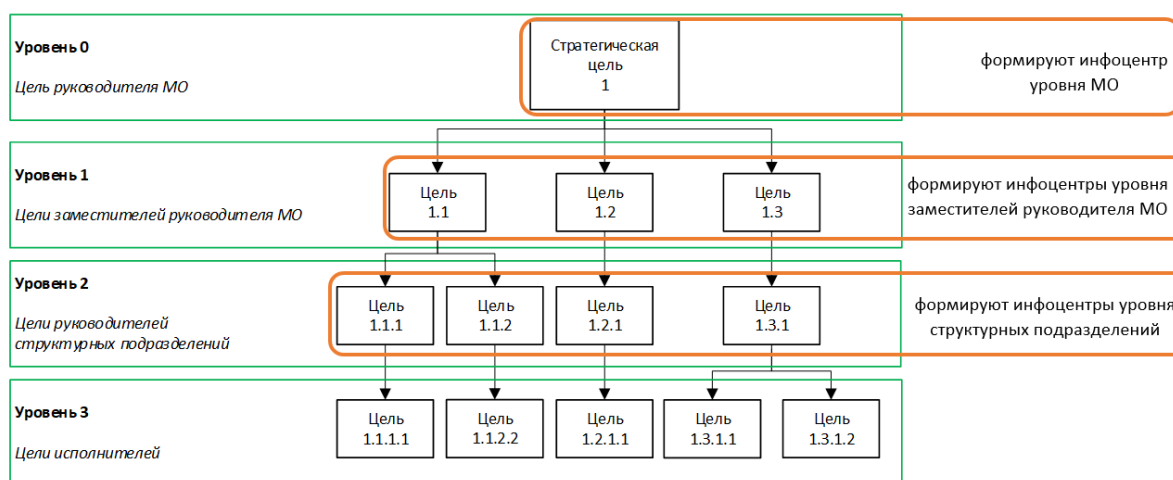 Уровень 0
Цель руководителя МО
Стратегическая
цель
1
формируют инфоцентр
уровня МО
Уровень 1
Цели заместителей руководителя МО
Цель
1.1
Цель
1.2
Цель
1.3
формируют инфоцентры уровня
заместителей руководителя МО
Уровень 2
Цели руководителей
структурных подразделений
Цель
1.1.1
Цель
1.1.2
Цель
1.2.1
Цель
1.3.1
формируют инфоцентры уровня
структурных подразделений
Уровень 3
Цели исполнителей
Цель
1.1.1.1
Цель
1.1.2.2
Цель
1.2.1.1
Цель
1.3.1.1
Цель
1.3.1.2